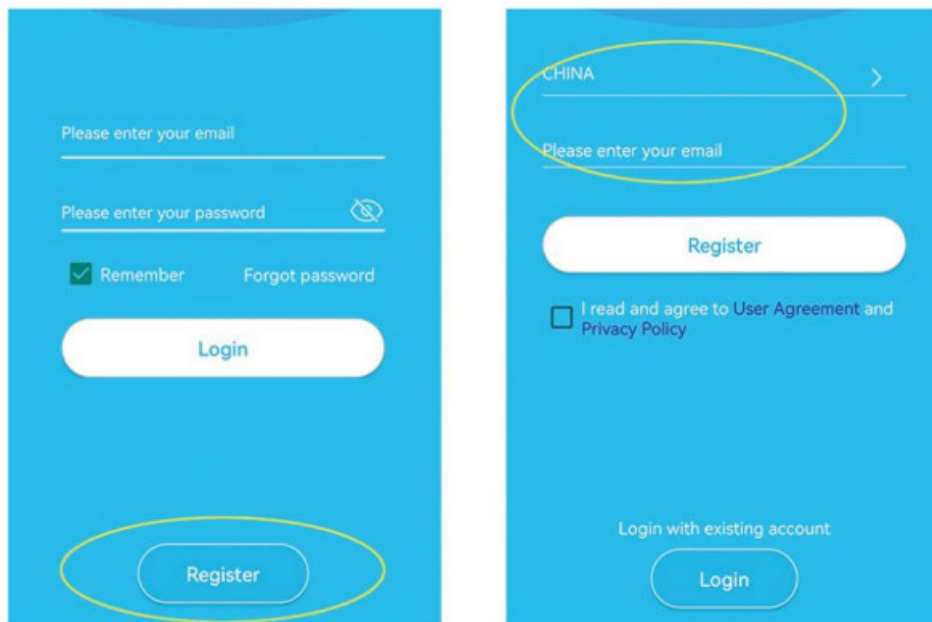 Please enter your email
Please enter your password
Remember
Forgot password
Login
Register
CHINA
Please enter your email
Register
I read and agree to User Agreement and
Privacy Policy
Login with existing account
Login